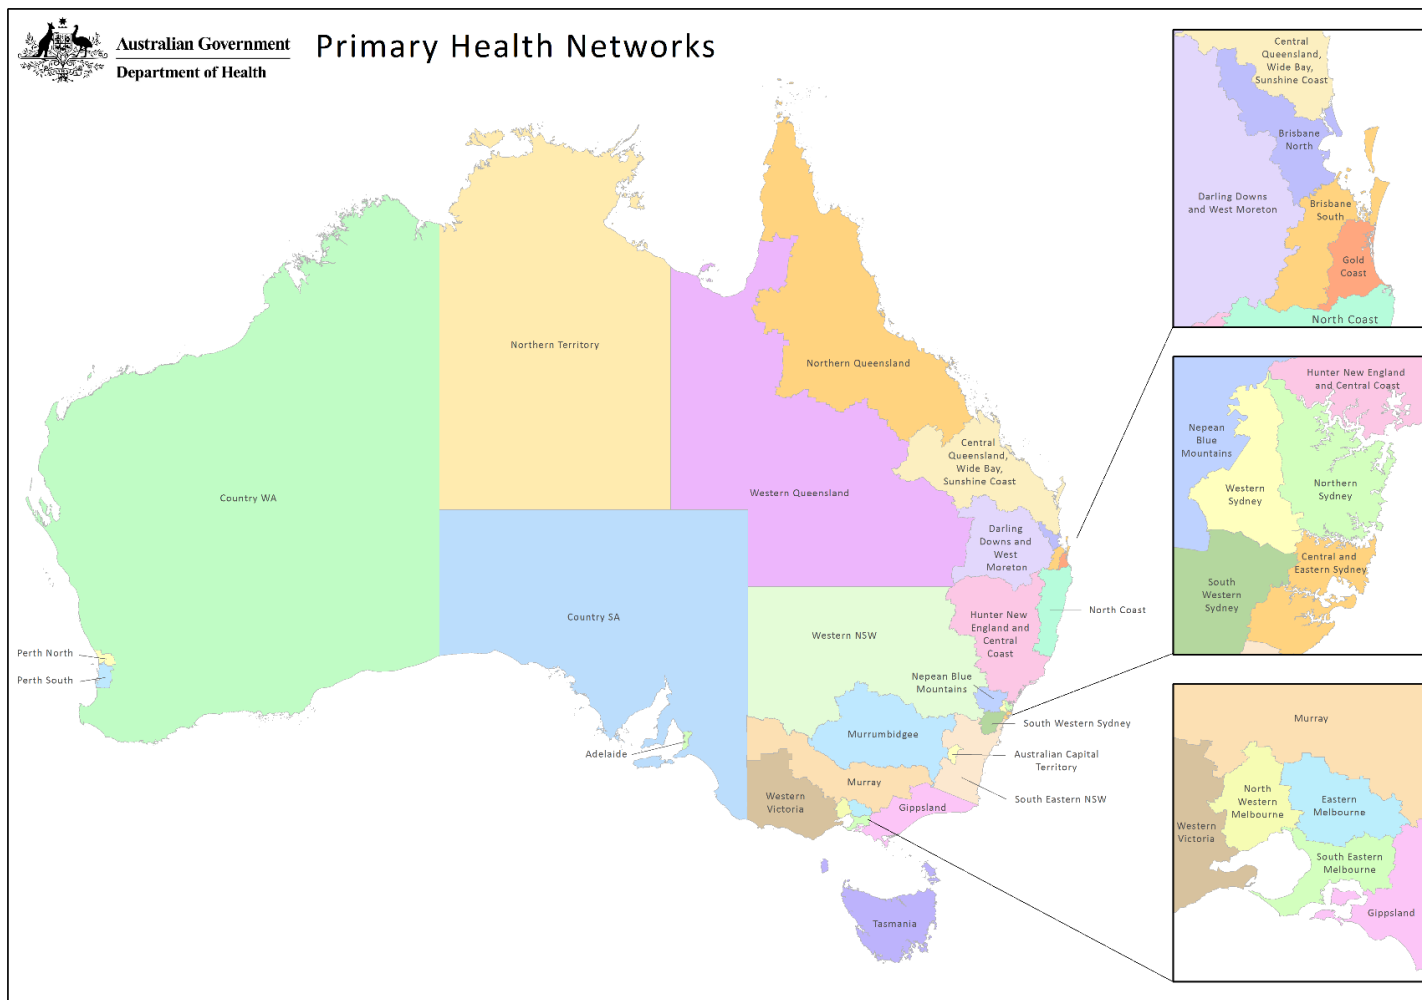 Australian Government
Department of Health
Primary Health Networks
Northern Territory
Northern Queensland
Country WA
Western Queensland
Central
Queensland,
Wide Bay,
Sunshine Coast
Darling
Downs and
West
Moreton
Country SA
Western NSW
Hunter New
England and
Central
Coast
North Coast
Perth North
Perth South
Nepean Blue
Mountains
South Western Sydney
Murrumbidgee
Adelaide
Australian Capital
Territory
Murray
South Eastern NSW
Western
Victoria
Gippsland
Tasmania
Central
Queensland,
Wide Bay,
Sunshine Coast
Brisbane
North
Darling Downs
and West Moreton
Brisbane
South
Gold
Coast
North Coast
Hunter New England
and Central Coast
Nepean
Blue
Mountains
Western
Sydney
Northern
Sydney
Central and
Eastern Sydney
South
Western
Sydney
Murray
North
Western
Melbourne
Eastern
Melbourne
Western
Victoria
South Eastern
Melbourne
Gippsland